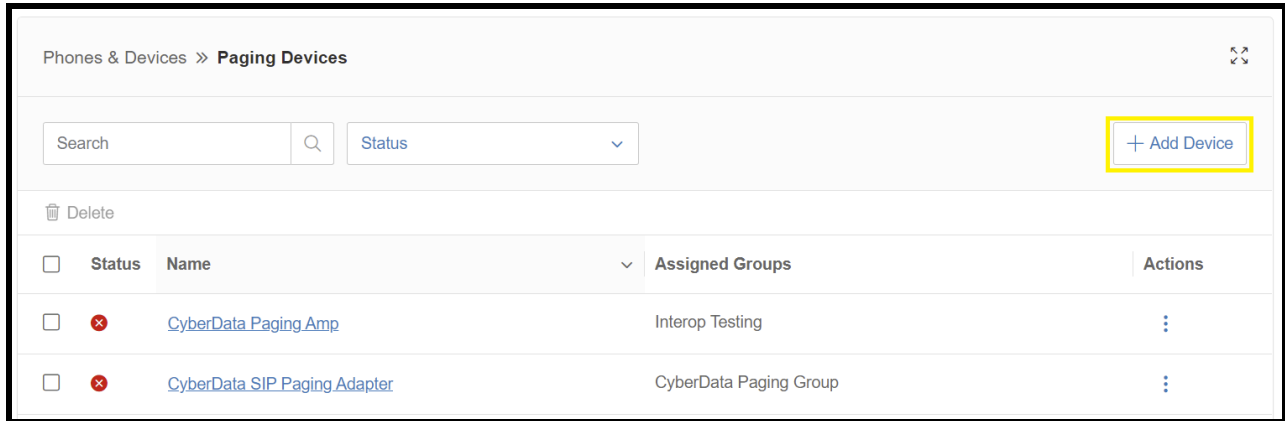 Phones & Devices » Paging Devices
Search
Status
+ Add Device
Delete
Status Name Assigned Groups Actions
CyberData Paging Amp Interop Testing
CyberData SIP Paging Adapter CyberData Paging Group